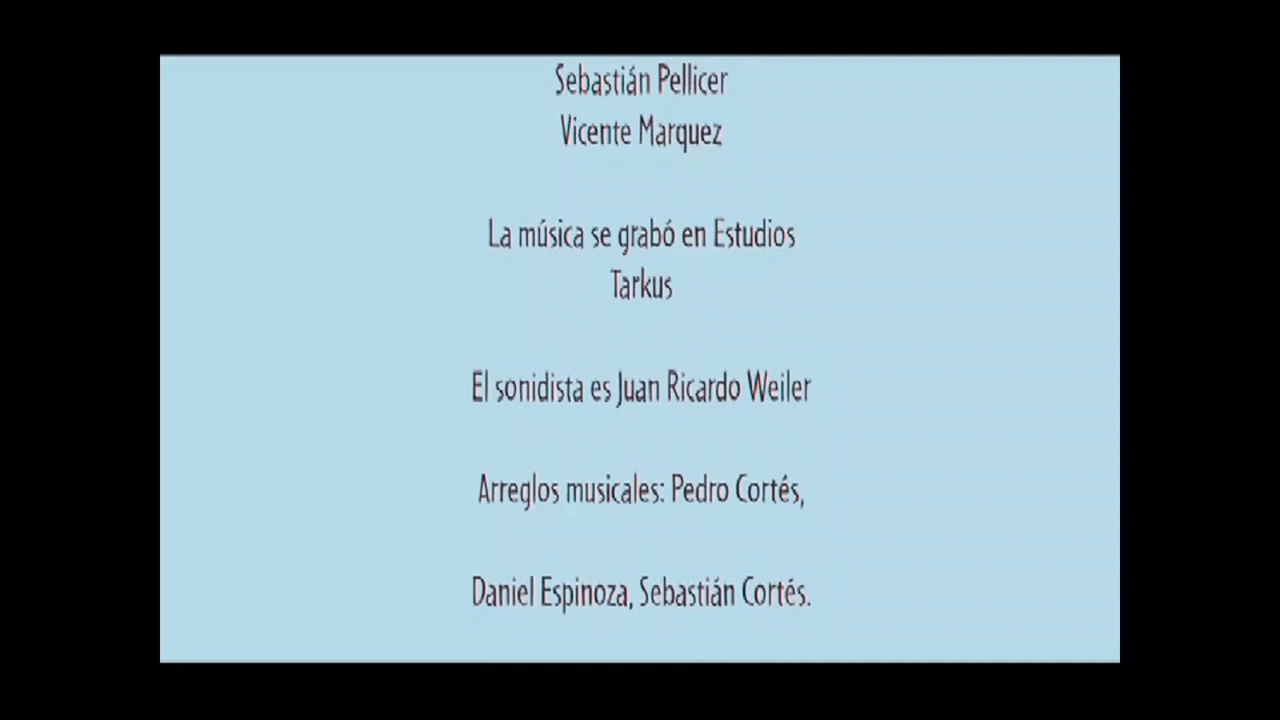 Sebastián Pellicer
Vicente Marquez
La música se grabó en Estudios
Tarkus
El sonidista es Juan Ricardo Weiler
Arreglos musicales: Pedro Cortés,
Daniel Espinoza, Sebastián Cortés.